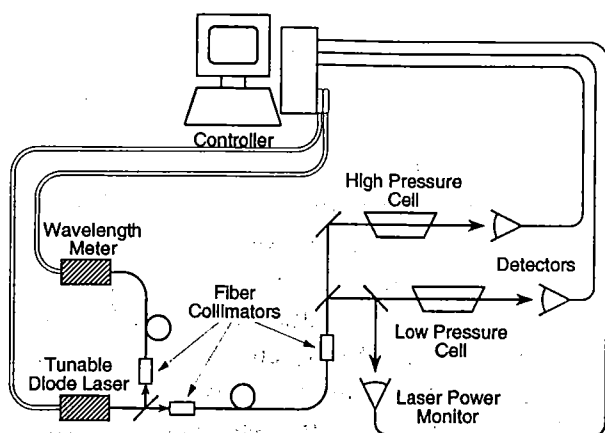 Controller
High Pressure
Cell
Wavelength
Meter
Detectors
Fiber
Collimators
Low Pressure
Cell
Tunable
Diode Laser
Laser Power
Monitor